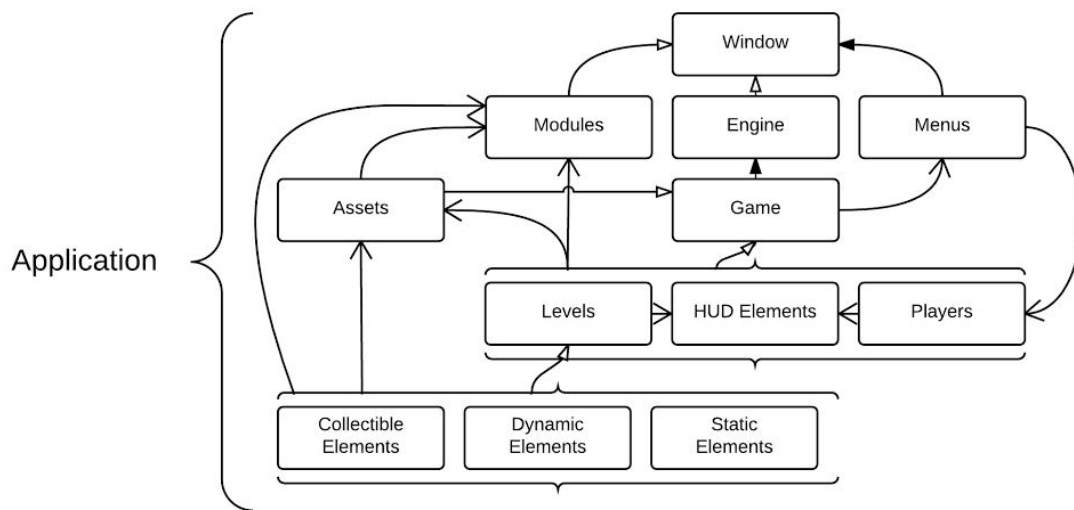 Window
Modules
Engine
Menus
Assets
Game
Application
Levels
HUD Elements
Players
Collectible
Elements
Dynamic
Elements
Static
Elements